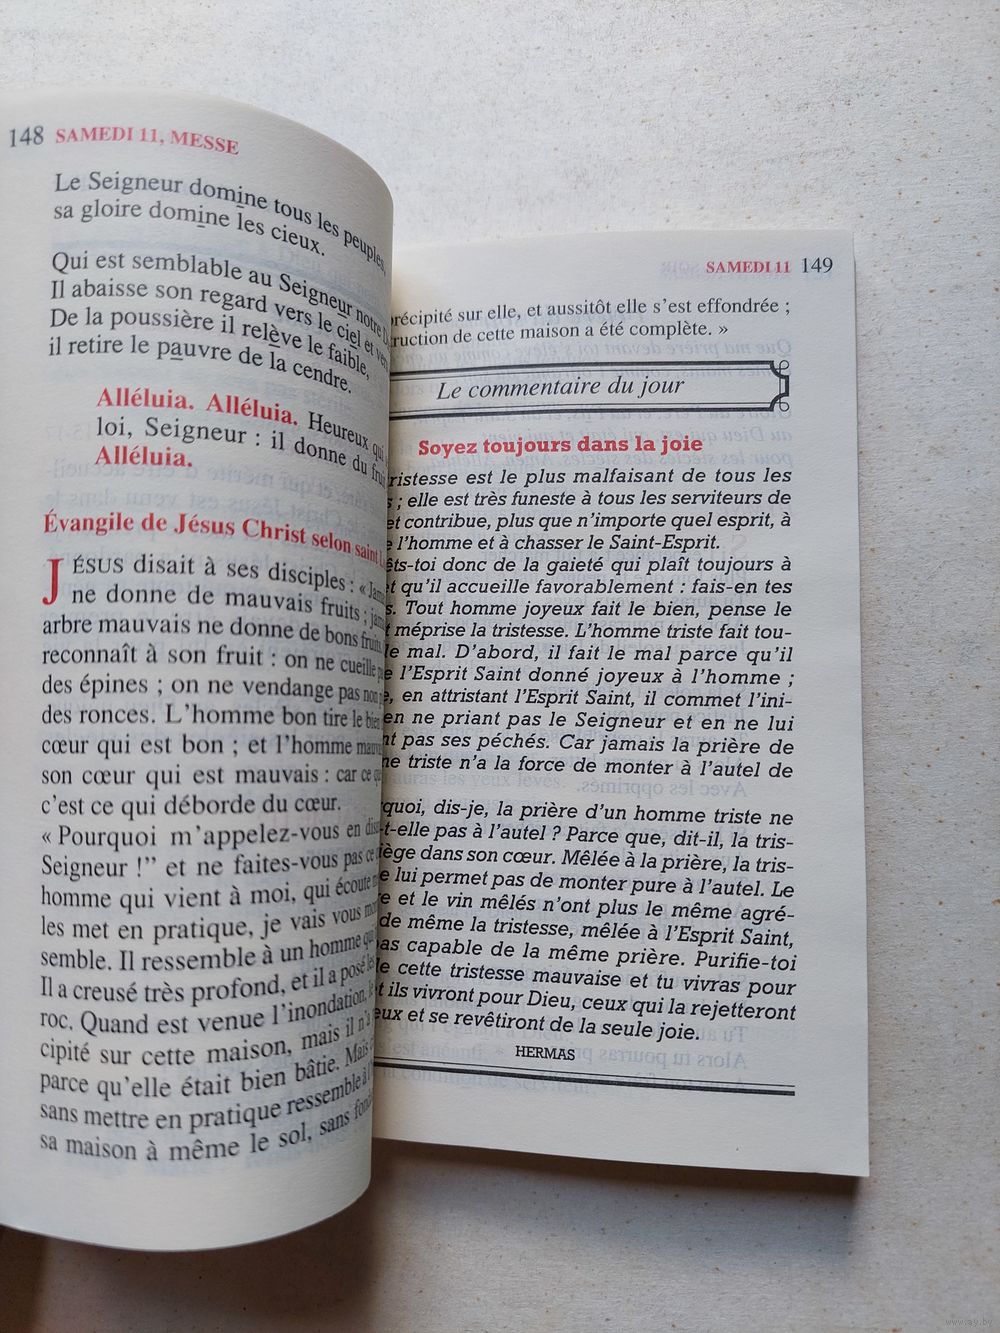 148 SAMEDI 11, MESSE
Le Seigneur domine tous les peuples,
sa gloire domine les cieux.
Qui est semblable au Seigneur notre
Il abaisse son regard vers le ciel et vers
De la poussière il relève le faible,
il retire le pauvre de la cendre.
Alléluia. Alléluia. Heureux qui
loi, Seigneur : il donne du fruit
Alléluia.
Évangile de Jésus Christ selon saint
JÉSUS disait à ses disciples : «
ne donne de mauvais fruits ;
arbre mauvais ne donne de bons fruits.
reconnaît à son fruit : on ne cueille
des épines ; on ne vendange pas non
des ronces. L'homme bon tire le bien
cœur qui est bon ; et l'homme
son cœur qui est mauvais : car ce
c'est ce qui déborde du cœur.
« Pourquoi m'appelez-vous en
Seigneur !” et ne faites-vous pas ce
homme qui vient à moi, qui écoute
les met en pratique, je vais vous
semble. Il ressemble à un homme
Il a creusé très profond, et il a posé les
roc. Quand est venue l'inondation,
cipité sur cette maison, mais il n'a
parce qu'elle était bien bâtie. Mais
sans mettre en pratique ressemble à
sa maison à même le sol, sans
SAMEDI 11 149
précipité sur elle, et aussitôt elle s'est effondrée ;
ruction de cette maison a été complète. »
Le commentaire du jour
Soyez toujours dans la joie
ristesse est le plus malfaisant de tous les
; elle est très funeste à tous les serviteurs de
et contribue, plus que n'importe quel esprit, à
l'homme et à chasser le Saint-Esprit.
êts-toi donc de la gaieté qui plaît toujours à
qu'il accueille favorablement : fais-en tes
s. Tout homme joyeux fait le bien, pense le
méprise la tristesse. L'homme triste fait tou-
le mal. D'abord, il fait le mal parce qu'il
l'Esprit Saint donné joyeux à l'homme ;
, en attristant l'Esprit Saint, il commet l'ini-
en ne priant pas le Seigneur et en ne lui
nt pas ses péchés. Car jamais la prière de
me triste n'a la force de monter à l'autel de
rquoi, dis-je, la prière d'un homme triste ne
-t-elle pas à l'autel ? Parce que, dit-il, la tris-
iège dans son cœur. Mêlée à la prière, la tris-
e lui permet pas de monter pure à l'autel. Le
re et le vin mêlés n'ont plus le même agré-
de même la tristesse, mêlée à l'Esprit Saint,
pas capable de la même prière. Purifie-toi
de cette tristesse mauvaise et tu vivras pour
t ils vivront pour Dieu, ceux qui la rejetteront
eux et se revêtiront de la seule joie.
HERMAS
www.ay.by